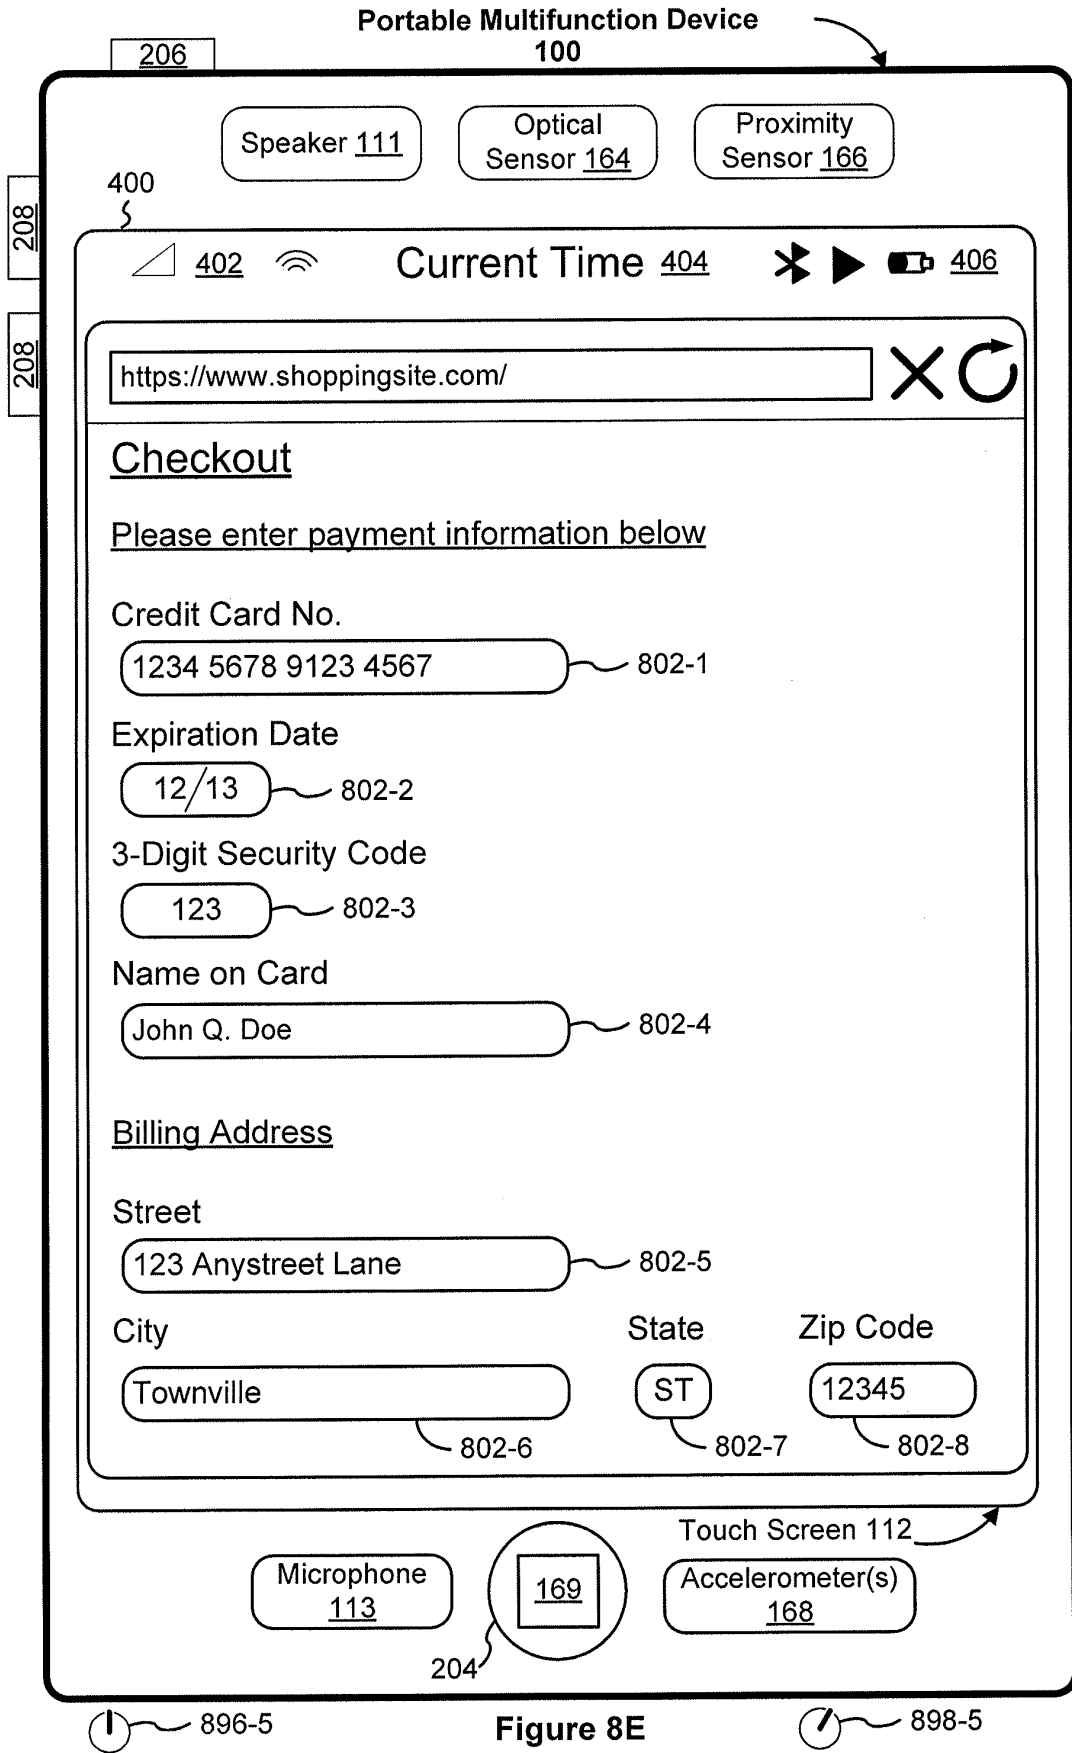 Portable Multifunction Device
100
206
Speaker 111
Optical
Sensor 164
Proximity
Sensor 166
208
208
400
402
Current Time 404
406
https://www.shoppingsite.com/
Checkout
Please enter payment information below
Credit Card No.
1234 5678 9123 4567
802-1
Expiration Date
12/13
802-2
3-Digit Security Code
123
802-3
Name on Card
John Q. Doe
802-4
Billing Address
Street
123 Anystreet Lane
802-5
City
State
Zip Code
Townville
ST
12345
802-6
802-7
802-8
Touch Screen 112
Microphone
113
169
Accelerometer(s)
168
204
896-5
Figure 8E
898-5